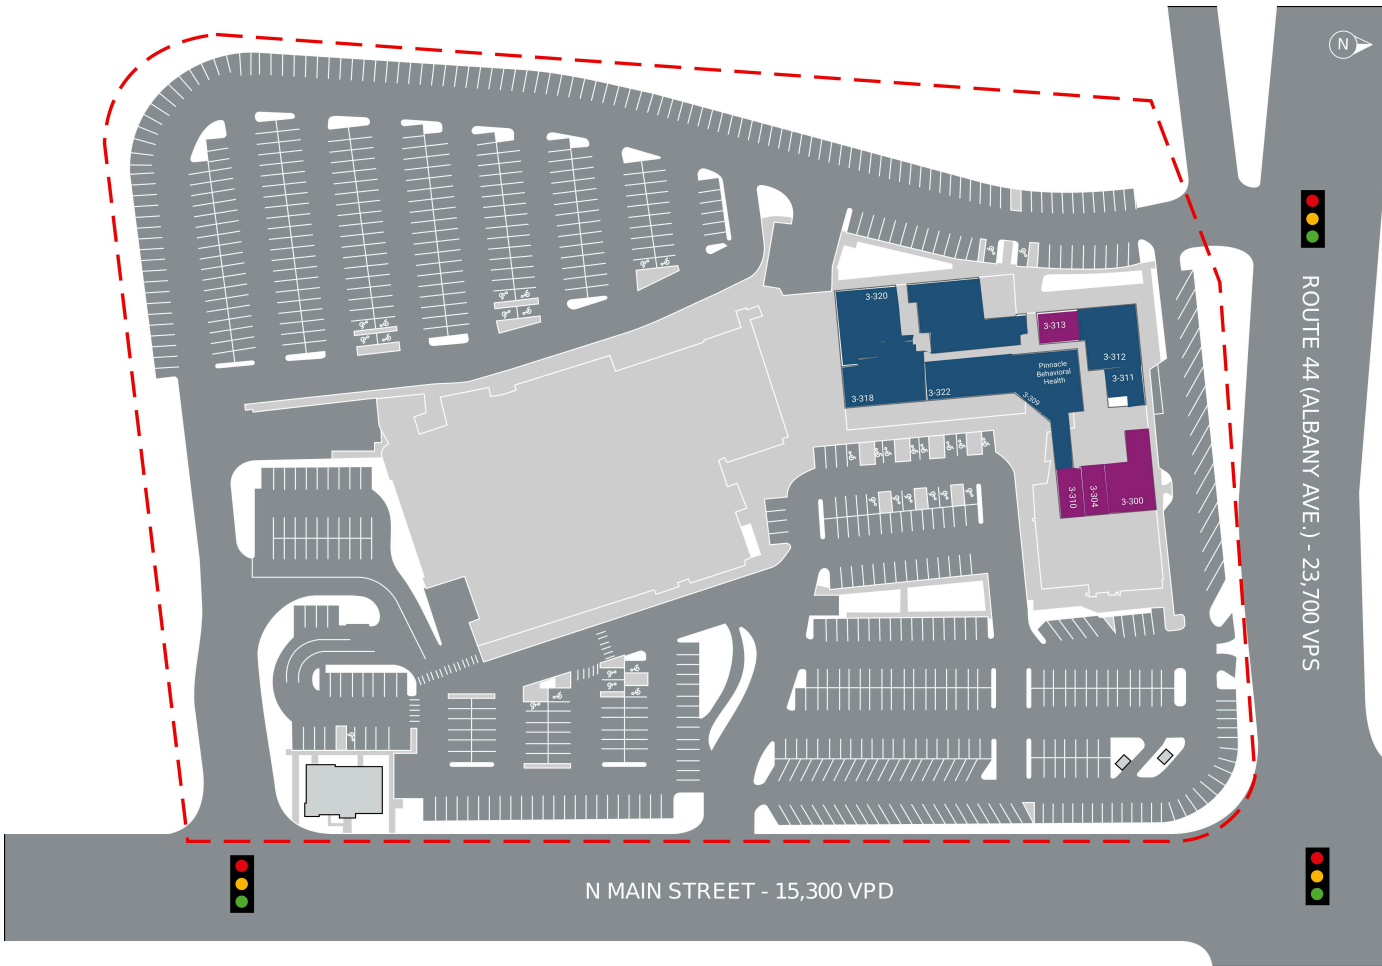 N
3-320
3-313
3-312
Pinnacle
Behavioral
Health
3-311
3-322
3-318
3-309
3-310
3-304
3-300
ROUTE 44 (ALBANY AVE.) - 23,700 VPS
N MAIN STREET - 15,300 VPD